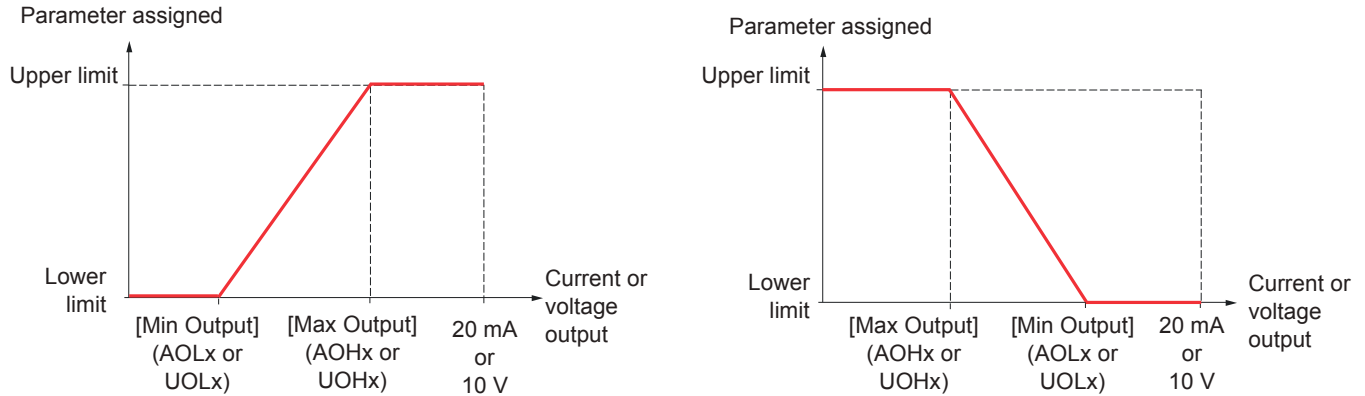 Parameter assigned
Upper limit
Lower
limit
[Min Output]
(AOLx or
UOLx)
[Max Output]
(AOHx or
UOHx)
20 mA
or
10 V
Current or
voltage
output
Parameter assigned
Upper limit
Lower
limit
[Max Output]
(AOHx or
UOHx)
[Min Output]
(AOLx or
UOLx)
20 mA
or
10 V
Current or
voltage
output